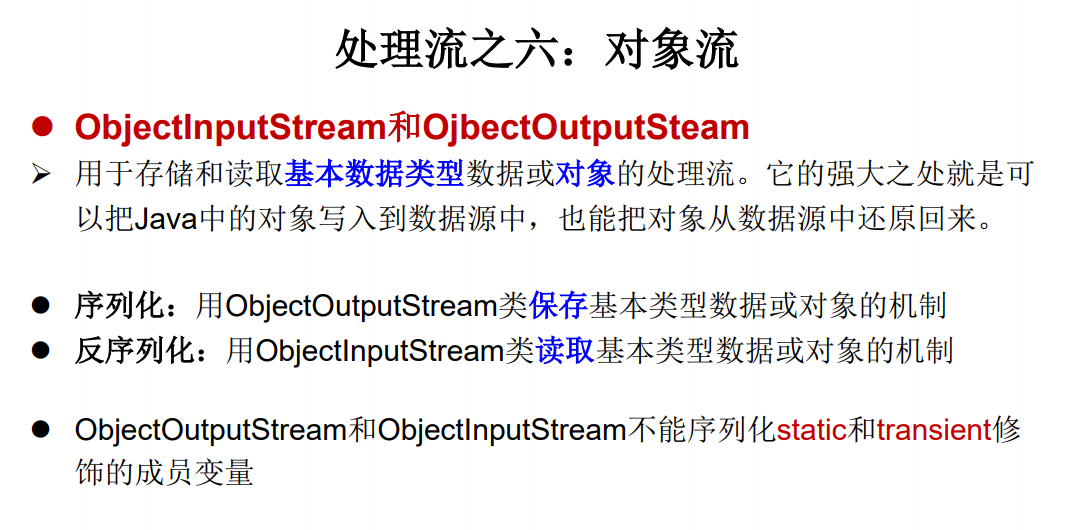 处理流之六：对象流
● ObjectInputStream和OjbectOutputSteam
➢ 用于存储和读取基本数据类型数据或对象的处理流。它的强大之处就是可
以把Java中的对象写入到数据源中，也能把对象从数据源中还原回来。
● 序列化：用ObjectOutputStream类保存基本类型数据或对象的机制
● 反序列化：用ObjectInputStream类读取基本类型数据或对象的机制
● ObjectOutputStream和ObjectInputStream不能序列化static和transient修
饰的成员变量